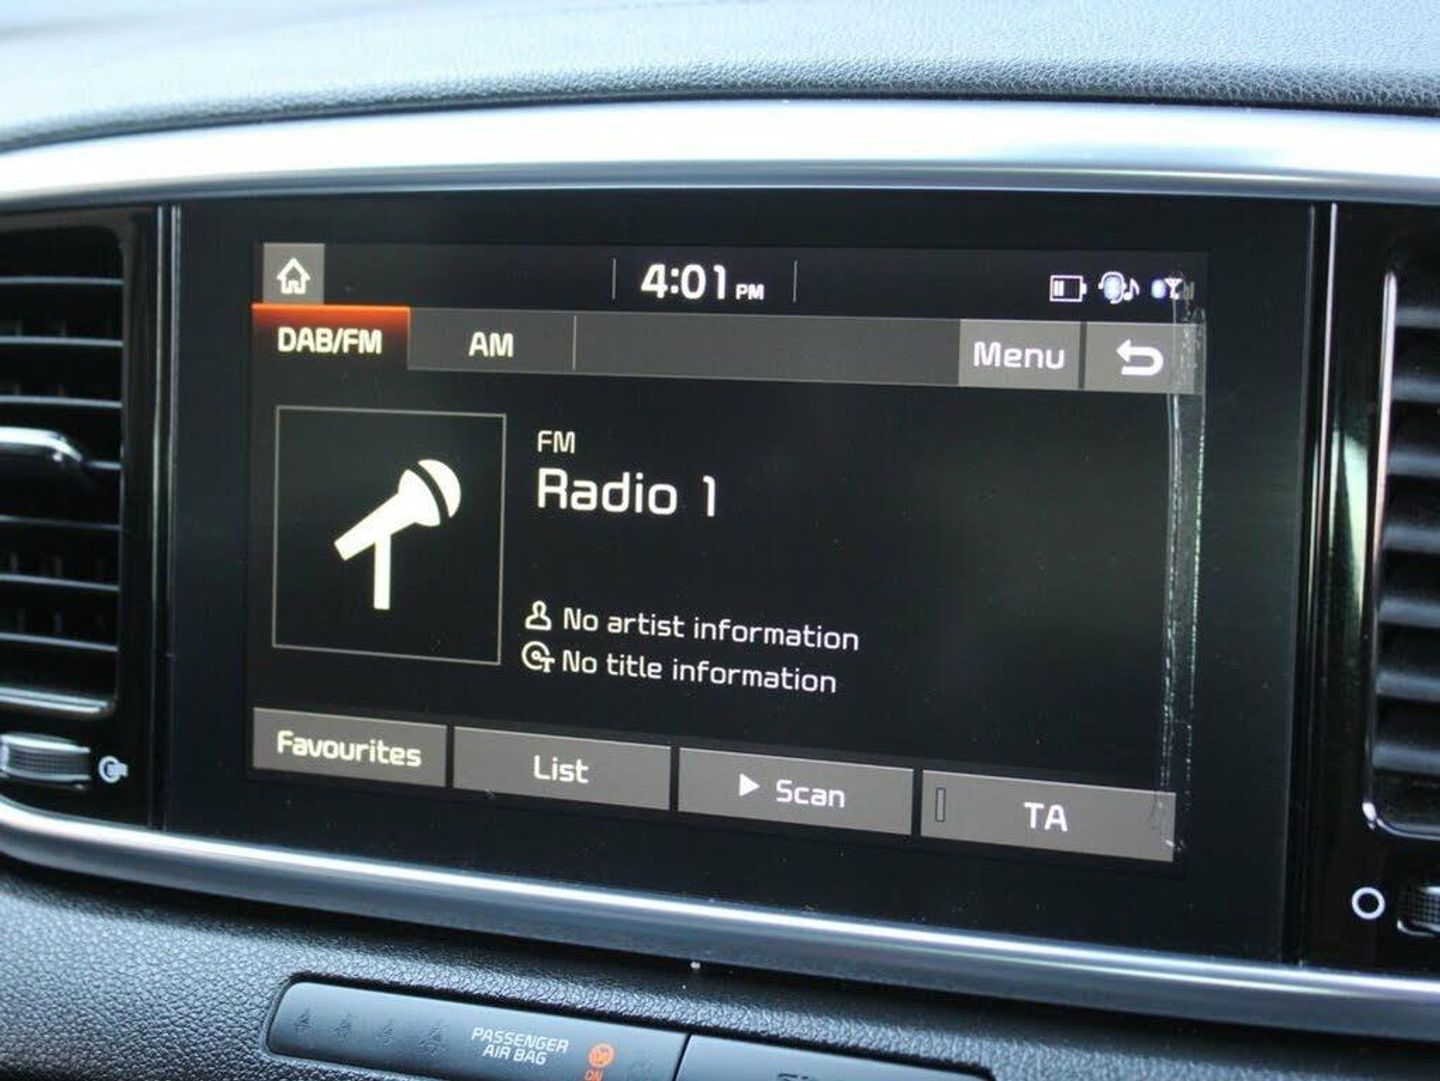 4:01 PM
DAB/FM
AM
Menu
FM
Radio 1
No artist information
No title information
Favourites
List
Scan
TA
PASSENGER
AIR BAG
ON